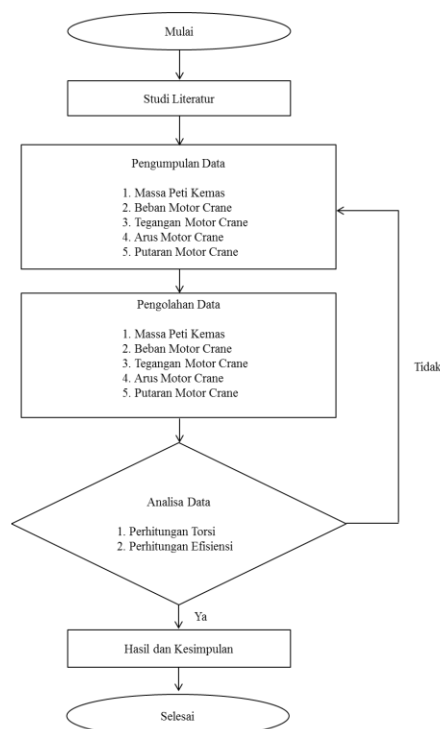 Mulai
Studi Literatur
Pengumpulan Data
1. Massa Peti Kemas
2. Beban Motor Crane
3. Tegangan Motor Crane
4. Arus Motor Crane
5. Putaran Motor Crane
Pengolahan Data
1. Massa Peti Kemas
2. Beban Motor Crane
3. Tegangan Motor Crane
4. Arus Motor Crane
5. Putaran Motor Crane
Tidak
Analisa Data
1. Perhitungan Torsi
2. Perhitungan Efisiensi
Ya
Hasil dan Kesimpulan
Selesai